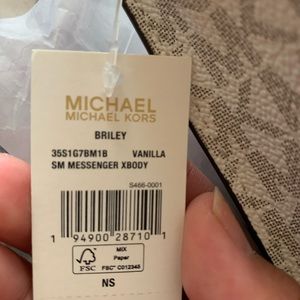 MICHAEL
MICHAEL KORS
BRILEY
35S1G7BM1B VANILLA
SM MESSENGER XBODY
S466-0001
1 94900 28710 1
FSC
MIX
Paper
FSC® C012345
NS